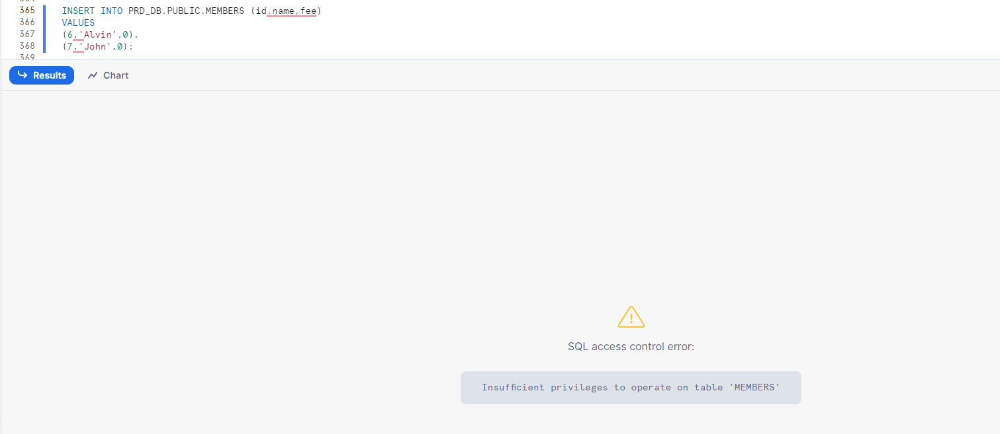 365 INSERT INTO PRD_DB.PUBLIC.MEMBERS (id,name,fee)
366 VALUES
367 (6,'Alvin',0),
368 (7,'John',0);
369
Results Chart
SQL access control error:
Insufficient privileges to operate on table 'MEMBERS'